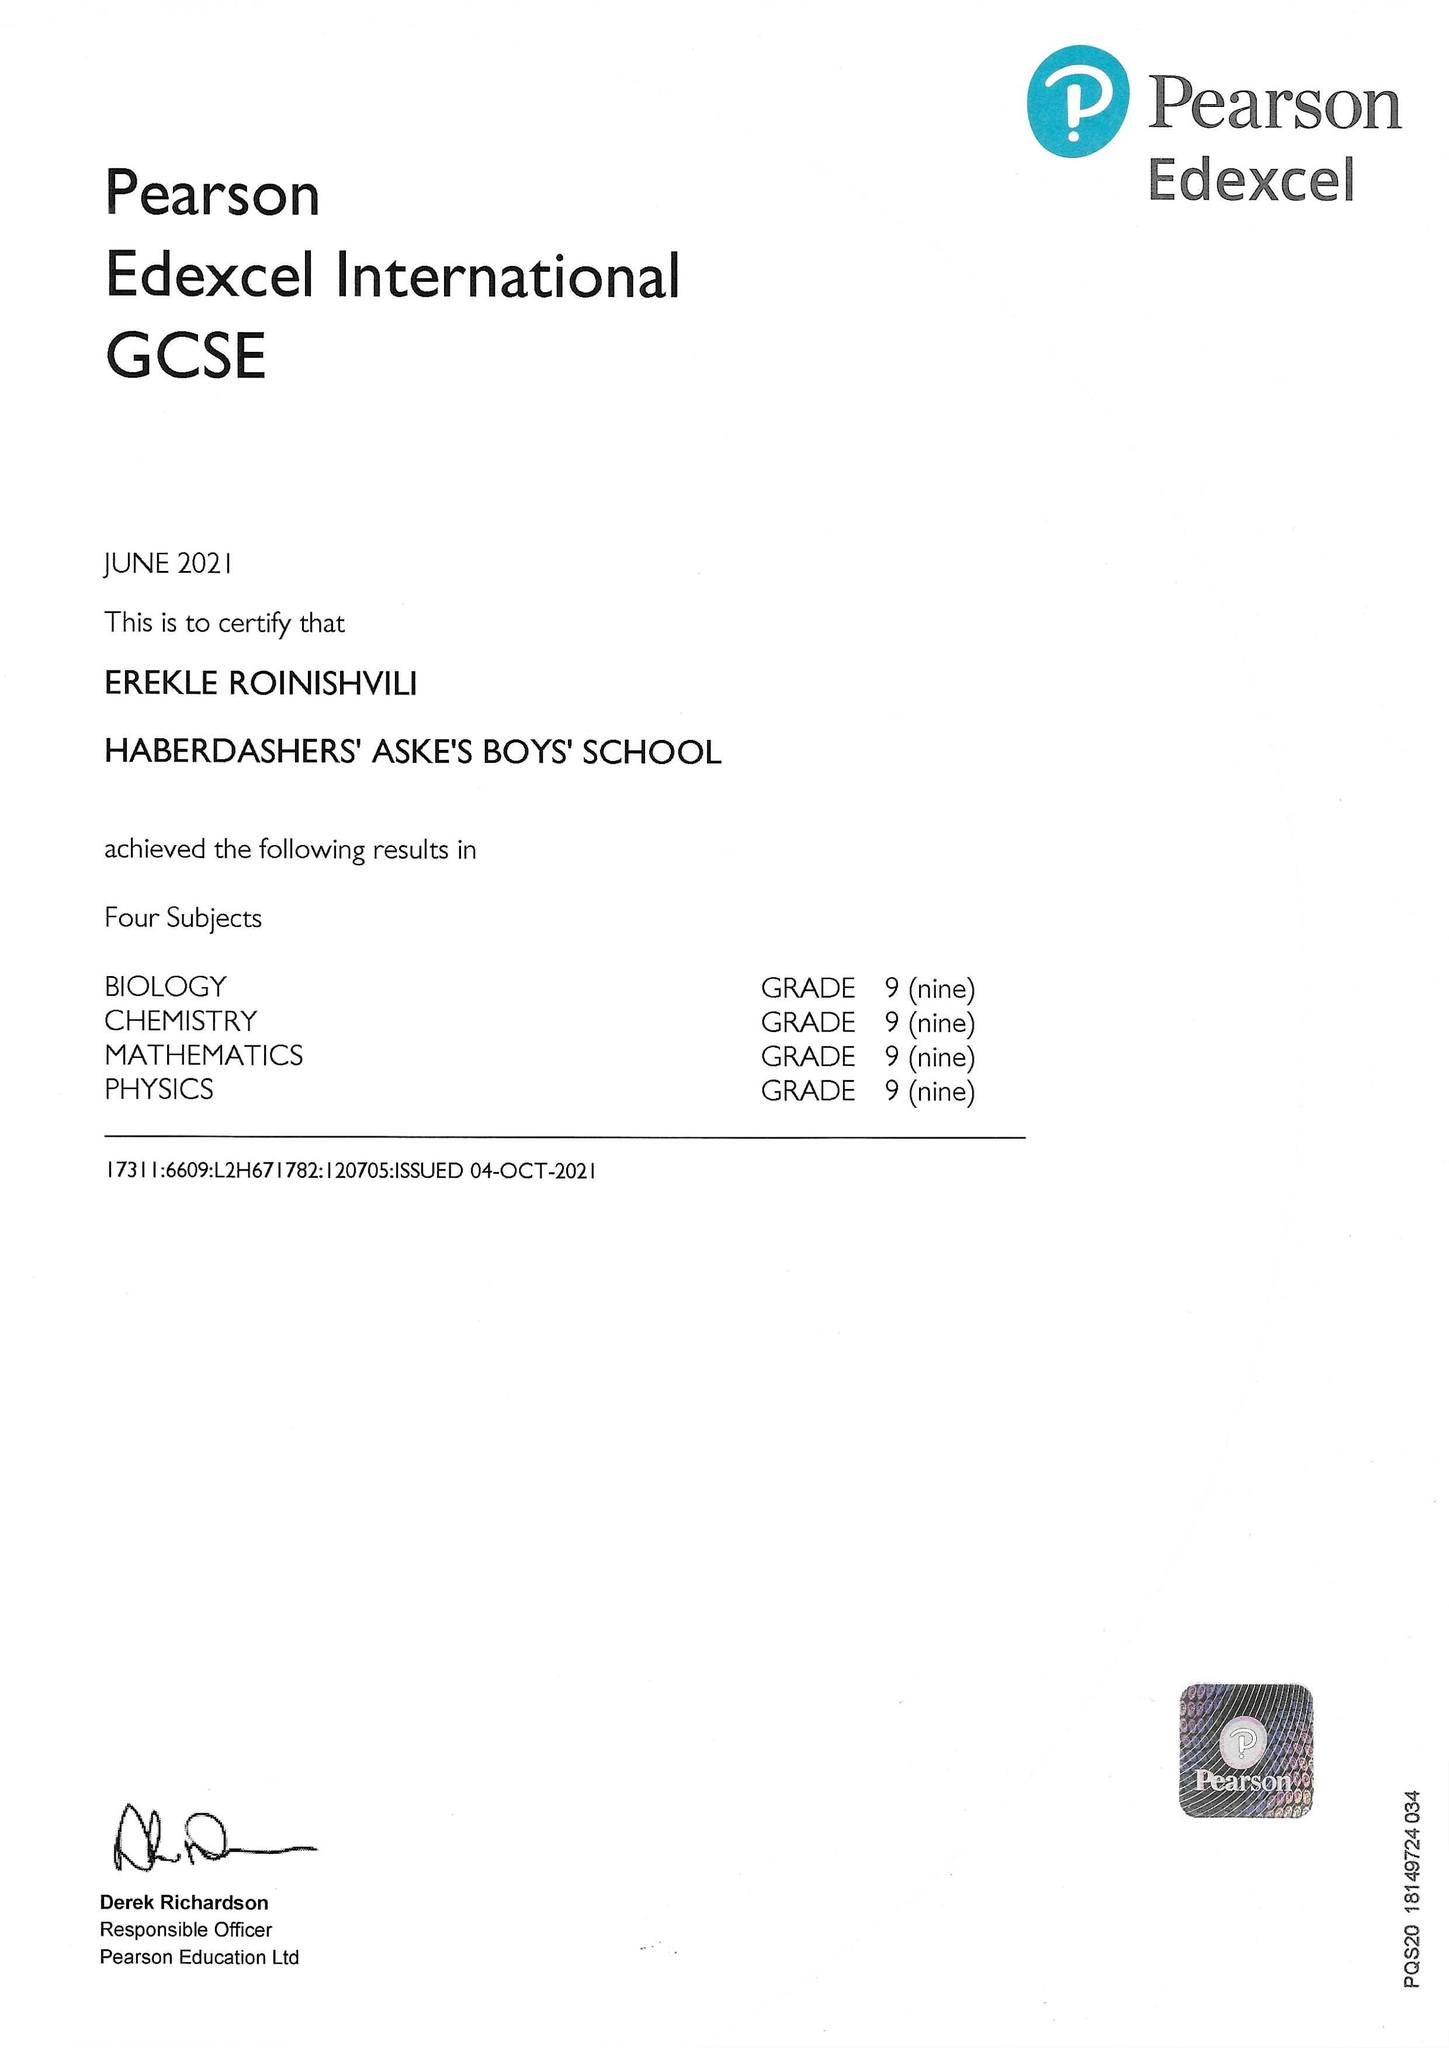 Pearson
Edexcel
Pearson
Edexcel International
GCSE
JUNE 2021
This is to certify that
EREKLE ROINISHVILI
HABERDASHERS' ASKE'S BOYS' SCHOOL
achieved the following results in
Four Subjects
BIOLOGY GRADE 9 (nine)
CHEMISTRY GRADE 9 (nine)
MATHEMATICS GRADE 9 (nine)
PHYSICS GRADE 9 (nine)
17311:6609:L2H671782:120705:ISSUED 04-OCT-2021
Pearson
Derek Richardson
Responsible Officer
Pearson Education Ltd
PQS20 18149724 034